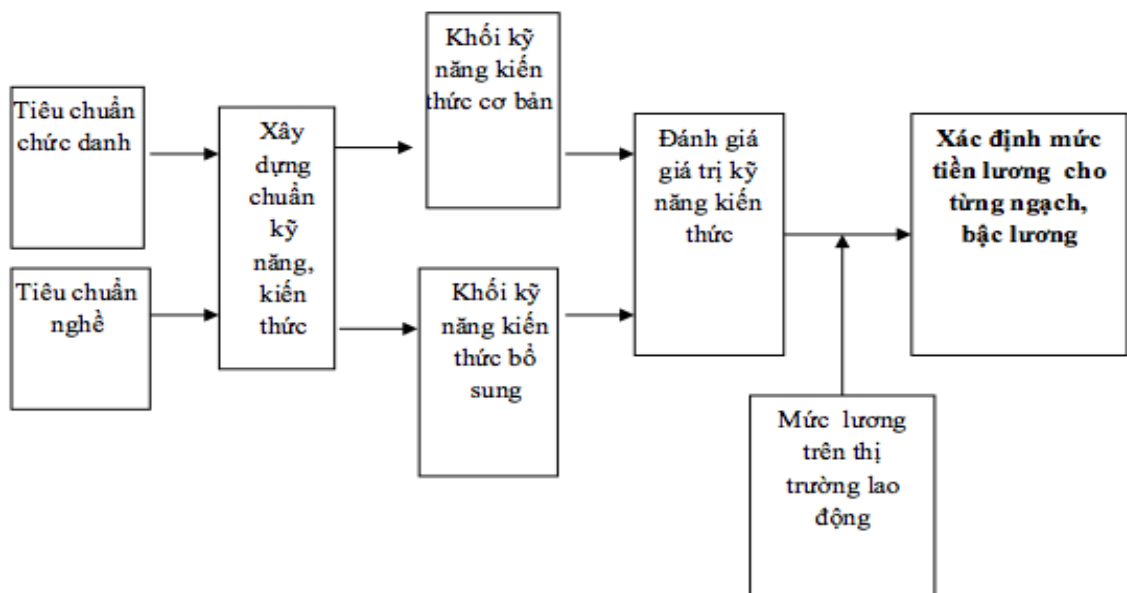 Tiêu chuẩn
chức danh
Tiêu chuẩn
nghề
Xây
dựng
chuẩn
kỹ
năng,
kiến
thức
Khối kỹ
năng kiến
thức cơ bản
Khối kỹ
năng kiến
thức bổ
sung
Đánh giá
giá trị kỹ
năng kiến
thức
Mức lương
trên thị
trường lao
động
Xác định mức
tiền lương cho
từng ngạch,
bậc lương